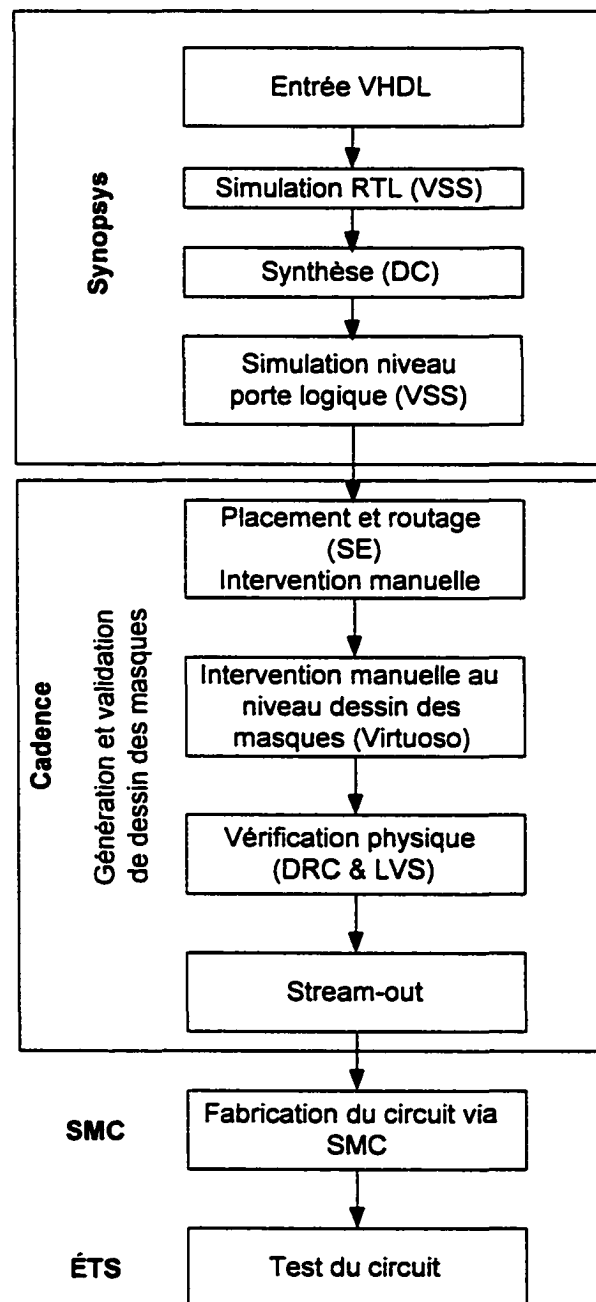 Synopsys
Entrée VHDL
Simulation RTL (VSS)
Synthèse (DC)
Simulation niveau
porte logique (VSS)
Cadence
Génération et validation
de dessin des masques
Placement et routage
(SE)
Intervention manuelle
Intervention manuelle au
niveau dessin des
masques (Virtuoso)
Vérification physique
(DRC & LVS)
Stream-out
SMC
Fabrication du circuit via
SMC
ÉTS
Test du circuit